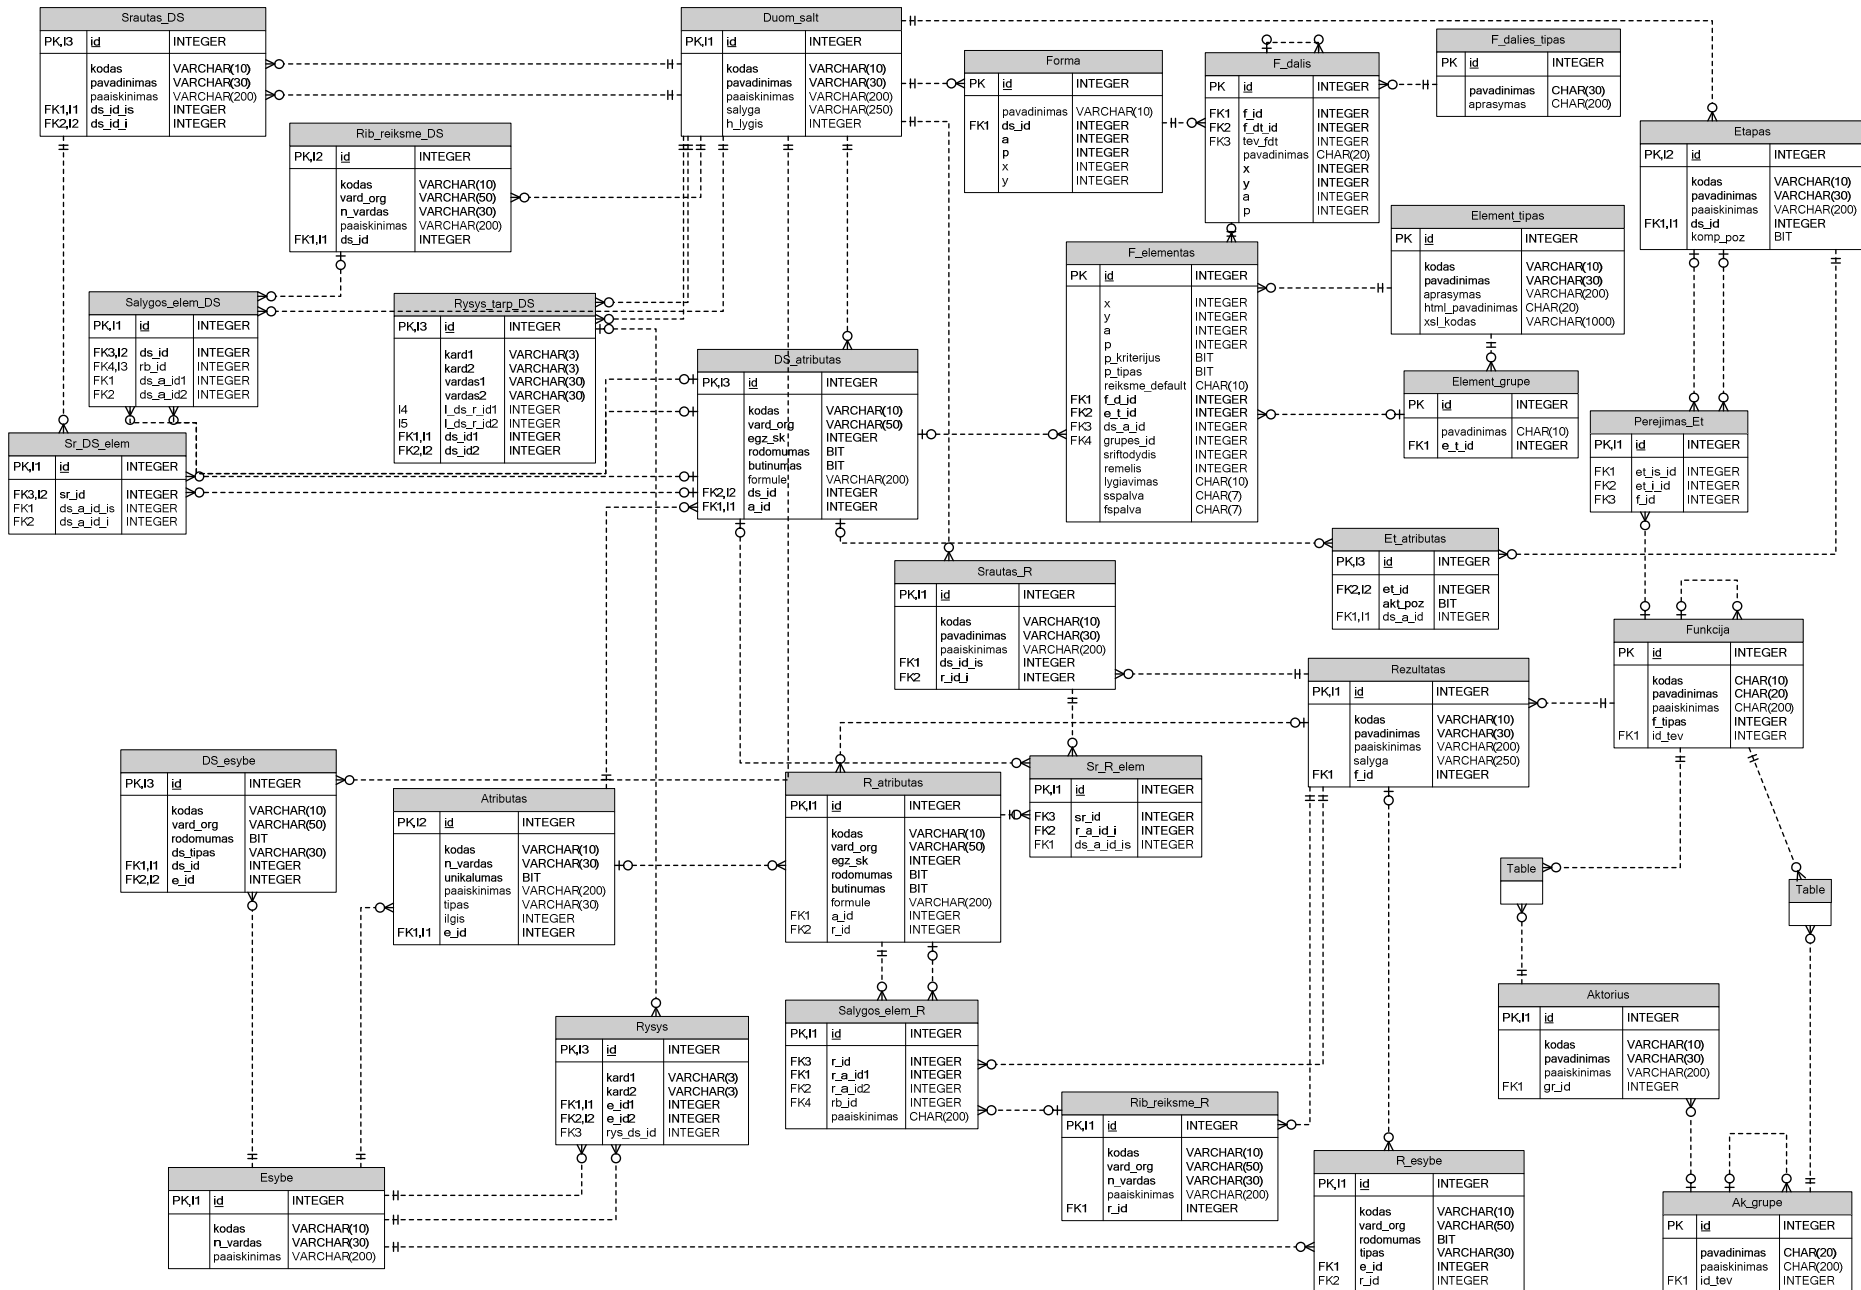 Srautas_DS
PK,I3 id INTEGER
kodas VARCHAR(10)
pavadinimas VARCHAR(30)
paaiskinimas VARCHAR(200)
FK1,I1 ds_id_is INTEGER
FK2,I2 ds_id_i INTEGER
Duom_salt
PK,I1 id INTEGER
kodas VARCHAR(10)
pavadinimas VARCHAR(30)
paaiskinimas VARCHAR(200)
salyga VARCHAR(250)
h_lygis INTEGER
Forma
PK id INTEGER
pavadinimas VARCHAR(10)
FK1 ds_id INTEGER
a INTEGER
p INTEGER
x INTEGER
y INTEGER
F_dalis
PK id INTEGER
FK1 f_id INTEGER
FK2 f_dt_id INTEGER
FK3 tev_fdt INTEGER
pavadinimas CHAR(20)
x INTEGER
y INTEGER
a INTEGER
p INTEGER
F_dalies_tipas
PK id INTEGER
pavadinimas CHAR(30)
aprasymas CHAR(200)
Etapas
PK,I2 id INTEGER
kodas VARCHAR(10)
pavadinimas VARCHAR(30)
paaiskinimas VARCHAR(200)
FK1,I1 ds_id INTEGER
komp_poz BIT
Rib_reiksme_DS
PK,I2 id INTEGER
kodas VARCHAR(10)
vard_org VARCHAR(50)
n_vardas VARCHAR(30)
paaiskinimas VARCHAR(200)
FK1,I1 ds_id INTEGER
Element_tipas
PK id INTEGER
kodas VARCHAR(10)
pavadinimas VARCHAR(30)
aprasymas VARCHAR(200)
html_pavadinimas CHAR(20)
xsl_kodas VARCHAR(1000)
F_elementas
PK id INTEGER
x INTEGER
y INTEGER
a INTEGER
p INTEGER
p_kriterijus BIT
p_tipas BIT
reiksme_default CHAR(10)
FK1 f_d_id INTEGER
FK2 e_t_id INTEGER
FK3 ds_a_id INTEGER
FK4 grupes_id INTEGER
sriftodydis INTEGER
remelis INTEGER
lygiavimas CHAR(10)
sspalva CHAR(7)
fspalva CHAR(7)
Salygos_elem_DS
PK,I1 id INTEGER
FK3,I2 ds_id INTEGER
FK4,I3 rb_id INTEGER
FK1 ds_a_id1 INTEGER
FK2 ds_a_id2 INTEGER
Rysys_tarp_DS
PK,I3 id INTEGER
kard1 VARCHAR(3)
kard2 VARCHAR(3)
vardas1 VARCHAR(30)
vardas2 VARCHAR(30)
I4 l_ds_r_id1 INTEGER
I5 l_ds_r_id2 INTEGER
FK1,I1 ds_id1 INTEGER
FK2,I2 ds_id2 INTEGER
DS_atributas
PK,I3 id INTEGER
kodas VARCHAR(10)
vard_org VARCHAR(50)
egz_sk INTEGER
rodomumas BIT
butinumas BIT
formule VARCHAR(200)
FK2,I2 ds_id INTEGER
FK1,I1 a_id INTEGER
Element_grupe
PK id INTEGER
pavadinimas CHAR(10)
FK1 e_t_id INTEGER
Perejimas_Et
PK,I1 id INTEGER
FK1 et_is_id INTEGER
FK2 et_i_id INTEGER
FK3 f_id INTEGER
Sr_DS_elem
PK,I1 id INTEGER
FK3,I2 sr_id INTEGER
FK1 ds_a_id_is INTEGER
FK2 ds_a_id_i INTEGER
Et_atributas
PK,I3 id INTEGER
FK2,I2 et_id INTEGER
akt_poz BIT
FK1,I1 ds_a_id INTEGER
Srautas_R
PK,I1 id INTEGER
kodas VARCHAR(10)
pavadinimas VARCHAR(30)
paaiskinimas VARCHAR(200)
FK1 ds_id_is INTEGER
FK2 r_id_i INTEGER
Funkcija
PK id INTEGER
kodas CHAR(10)
pavadinimas CHAR(20)
paaiskinimas CHAR(200)
f_tipas INTEGER
FK1 id_tev INTEGER
Rezultatas
PK,I1 id INTEGER
kodas VARCHAR(10)
pavadinimas VARCHAR(30)
paaiskinimas VARCHAR(200)
salyga VARCHAR(250)
FK1 f_id INTEGER
DS_esybe
PK,I3 id INTEGER
kodas VARCHAR(10)
vard_org VARCHAR(50)
rodomumas BIT
ds_tipas VARCHAR(30)
FK1,I1 ds_id INTEGER
FK2,I2 e_id INTEGER
Atributas
PK,I2 id INTEGER
kodas VARCHAR(10)
n_vardas VARCHAR(30)
unikalumas BIT
paaiskinimas VARCHAR(200)
tipas VARCHAR(30)
ilgis INTEGER
FK1,I1 e_id INTEGER
R_atributas
PK,I1 id INTEGER
kodas VARCHAR(10)
vard_org VARCHAR(50)
egz_sk INTEGER
rodomumas BIT
butinumas BIT
formule VARCHAR(200)
FK1 a_id INTEGER
FK2 r_id INTEGER
Sr_R_elem
PK,I1 id INTEGER
FK3 sr_id INTEGER
FK2 r_a_id_i INTEGER
FK1 ds_a_id_is INTEGER
Table
Table
Aktorius
PK,I1 id INTEGER
kodas VARCHAR(10)
pavadinimas VARCHAR(30)
paaiskinimas VARCHAR(200)
FK1 gr_id INTEGER
Salygos_elem_R
PK,I1 id INTEGER
FK3 r_id INTEGER
FK1 r_a_id1 INTEGER
FK2 r_a_id2 INTEGER
FK4 rb_id INTEGER
paaiskinimas CHAR(200)
Rysys
PK,I3 id INTEGER
kard1 VARCHAR(3)
kard2 VARCHAR(3)
FK1,I1 e_id1 INTEGER
FK2,I2 e_id2 INTEGER
FK3 rys_ds_id INTEGER
Rib_reiksme_R
PK,I1 id INTEGER
kodas VARCHAR(10)
vard_org VARCHAR(50)
n_vardas VARCHAR(30)
paaiskinimas VARCHAR(200)
FK1 r_id INTEGER
R_esybe
PK,I1 id INTEGER
kodas VARCHAR(10)
vard_org VARCHAR(50)
rodomumas BIT
tipas VARCHAR(30)
FK1 e_id INTEGER
FK2 r_id INTEGER
Esybe
PK,I1 id INTEGER
kodas VARCHAR(10)
n_vardas VARCHAR(30)
paaiskinimas VARCHAR(200)
Ak_grupe
PK id INTEGER
pavadinimas CHAR(20)
paaiskinimas CHAR(200)
FK1 id_tev INTEGER